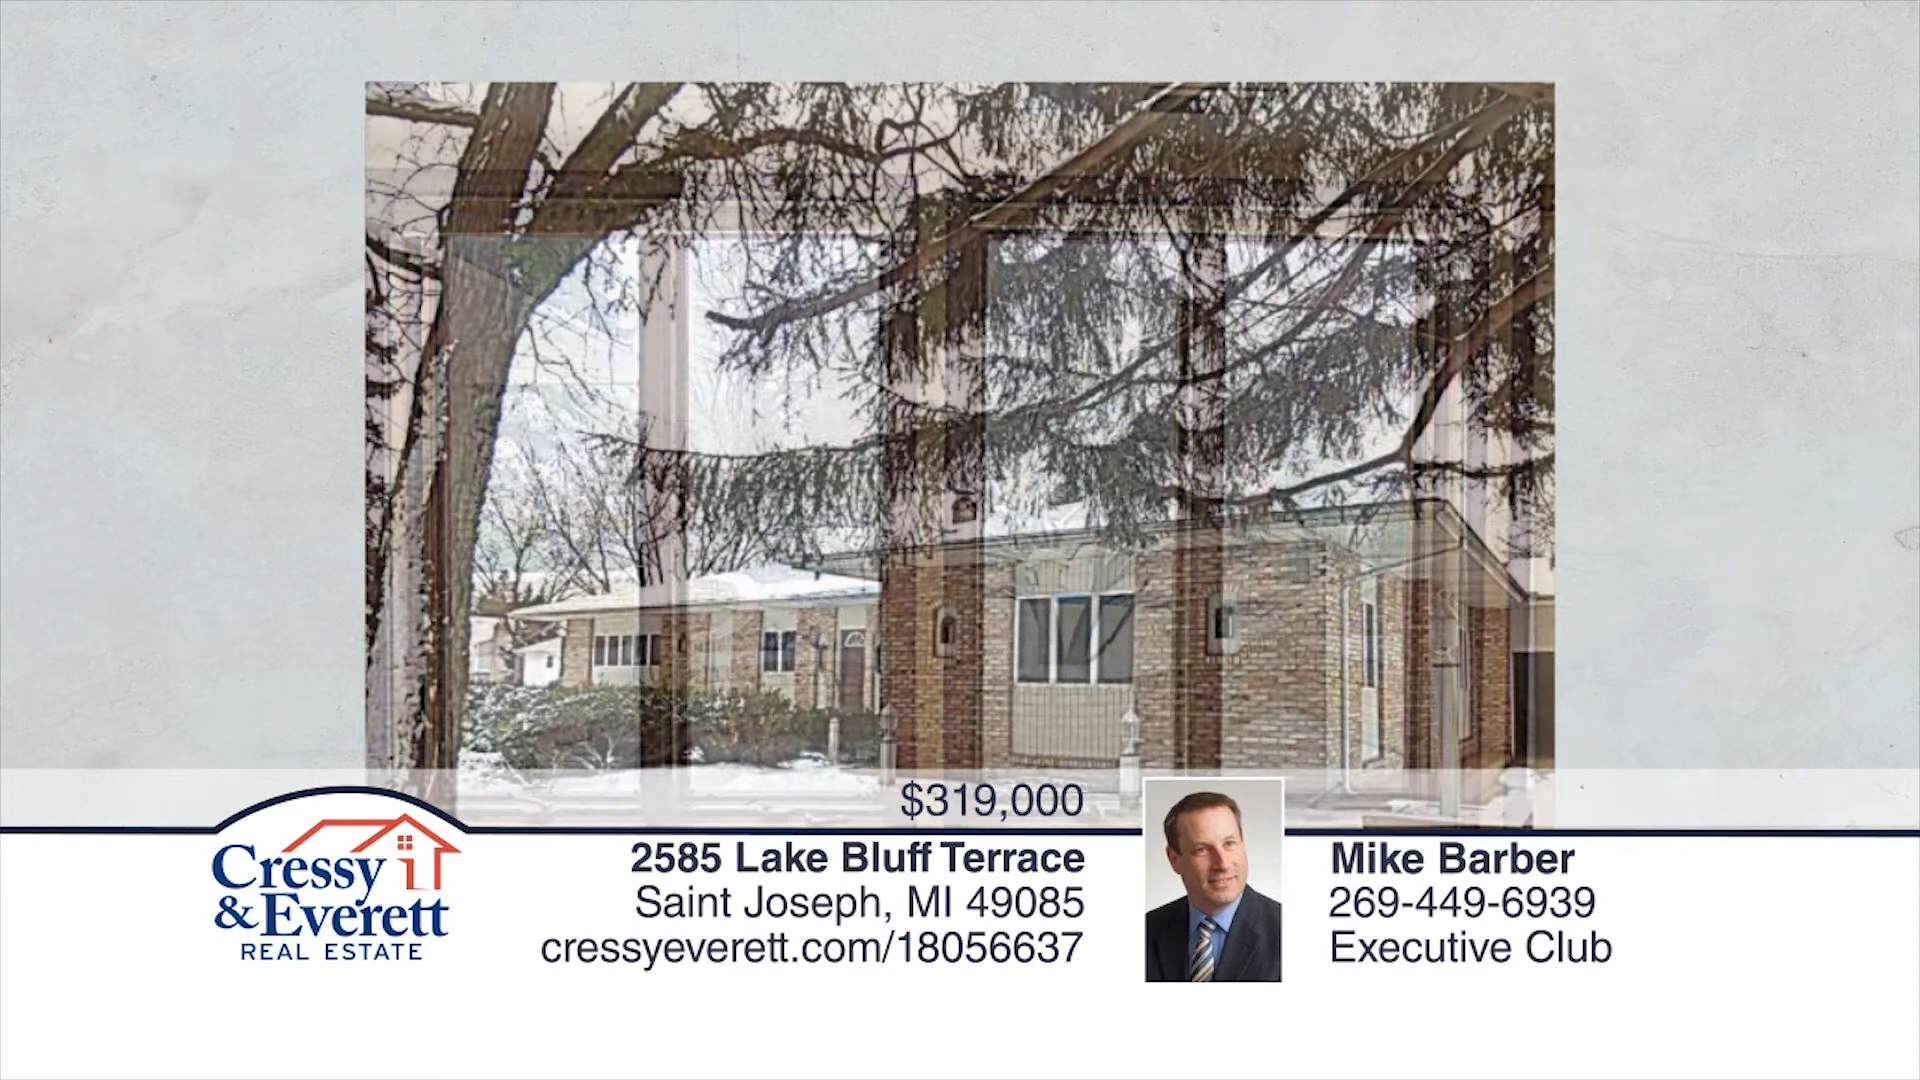 $319,000
Cressy
& Everett
REAL ESTATE
2585 Lake Bluff Terrace
Saint Joseph, MI 49085
cressyeverett.com/18056637
Mike Barber
269-449-6939
Executive Club